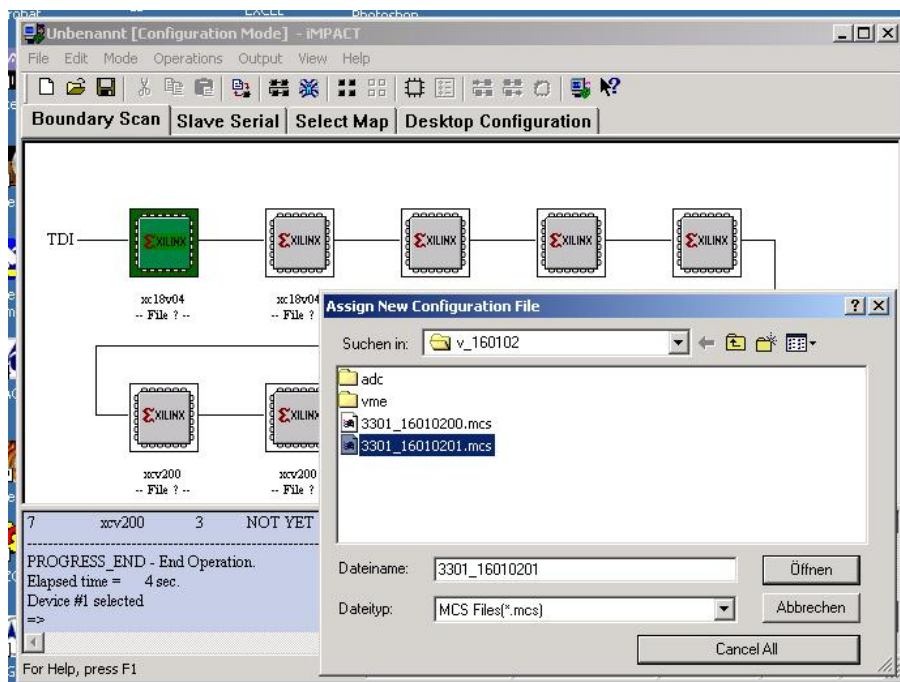 EXCEL
Photoshop
Unbenannt [Configuration Mode] - iMPACT
File Edit Mode Operations Output View Help
Boundary Scan Slave Serial Select Map Desktop Configuration
TDI
XILINX XILINX XILINX XILINX XILINX
xc18v04 xc18v04
-- File ? -- -- File ?
XILINX XILINX
xcv200 xcv200
-- File ? -- -- File ?
7 xcv200 3 NOT YET
PROGRESS_END - End Operation.
Elapsed time = 4 sec.
Device #1 selected
=>
For Help, press F1
Assign New Configuration File
Suchen in: v_160102
adc
vme
3301_16010200.mcs
3301_16010201.mcs
Dateiname: 3301_16010201 Öffnen
Dateityp: MCS Files(*.mcs) Abbrechen
Cancel All